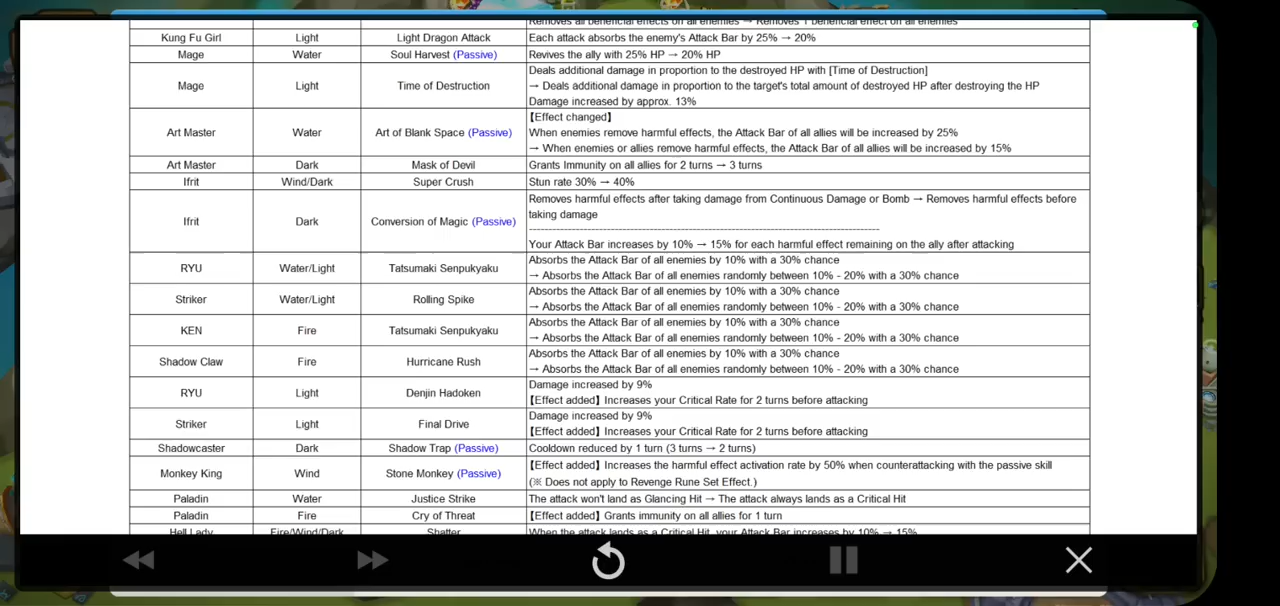 Removes all beneficial effects on all enemies → Removes 1 beneficial effect on all enemies
Kung Fu Girl Light Light Dragon Attack Each attack absorbs the enemy's Attack Bar by 25% → 20%
Mage Water Soul Harvest (Passive) Revives the ally with 25% HP → 20% HP
Mage Light Time of Destruction Deals additional damage in proportion to the destroyed HP with [Time of Destruction]
→ Deals additional damage in proportion to the target's total amount of destroyed HP after destroying the HP
Damage increased by approx. 13%
Art Master Water Art of Blank Space (Passive) 【Effect changed】
When enemies remove harmful effects, the Attack Bar of all allies will be increased by 25%
→ When enemies or allies remove harmful effects, the Attack Bar of all allies will be increased by 15%
Art Master Dark Mask of Devil Grants Immunity on all allies for 2 turns → 3 turns
Ifrit Wind/Dark Super Crush Stun rate 30% → 40%
Ifrit Dark Conversion of Magic (Passive) Removes harmful effects after taking damage from Continuous Damage or Bomb → Removes harmful effects before
taking damage
Your Attack Bar increases by 10% → 15% for each harmful effect remaining on the ally after attacking
RYU Water/Light Tatsumaki Senpukyaku Absorbs the Attack Bar of all enemies by 10% with a 30% chance
→ Absorbs the Attack Bar of all enemies randomly between 10% - 20% with a 30% chance
Striker Water/Light Rolling Spike Absorbs the Attack Bar of all enemies by 10% with a 30% chance
→ Absorbs the Attack Bar of all enemies randomly between 10% - 20% with a 30% chance
KEN Fire Tatsumaki Senpukyaku Absorbs the Attack Bar of all enemies by 10% with a 30% chance
→ Absorbs the Attack Bar of all enemies randomly between 10% - 20% with a 30% chance
Shadow Claw Fire Hurricane Rush Absorbs the Attack Bar of all enemies by 10% with a 30% chance
→ Absorbs the Attack Bar of all enemies randomly between 10% - 20% with a 30% chance
RYU Light Denjin Hadoken Damage increased by 9%
【Effect added】 Increases your Critical Rate for 2 turns before attacking
Striker Light Final Drive Damage increased by 9%
【Effect added】 Increases your Critical Rate for 2 turns before attacking
Shadowcaster Dark Shadow Trap (Passive) Cooldown reduced by 1 turn (3 turns → 2 turns)
Monkey King Wind Stone Monkey (Passive) 【Effect added】 Increases the harmful effect activation rate by 50% when counterattacking with the passive skill
(※ Does not apply to Revenge Rune Set Effect.)
Paladin Water Justice Strike The attack won't land as Glancing Hit → The attack always lands as a Critical Hit
Paladin Fire Cry of Threat 【Effect added】 Grants immunity on all allies for 1 turn
Hell Lady Fire/Wind/Dark Shatter When the attack lands as a Critical Hit, your Attack Bar increases by 10% → 15%